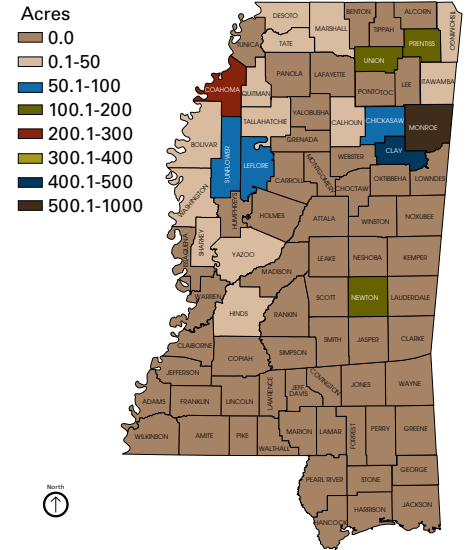 Acres
0.0
0.1-50
50.1-100
100.1-200
200.1-300
300.1-400
400.1-500
500.1-1000
DESOTO
BENTON
ALCORN
MARSHALL
TIPPAH
TISHOMINGO
TUNICA
TATE
PRENTISS
UNION
PANOLA
LAFAYETTE
LEE
ITAWAMBA
COAHOMA
QUITMAN
PONTOTOC
YALOBUSHA
TALLAHATCHIE
CALHOUN
CHICKASAW
MONROE
BOLIVAR
GRENADA
SUNFLOWER
LEFLORE
WEBSTER
CLAY
MONTGOMERY
CARROLL
OKTIBBEHA
LOWNDES
WASHINGTON
CHOCTAW
HUMPHREYS
HOLMES
ATTALA
WINSTON
NOXUBEE
SHARKEY
ISSAQUENA
YAZOO
LEAKE
NESHOBA
KEMPER
MADISON
WARREN
SCOTT
NEWTON
LAUDERDALE
HINDS
RANKIN
SMITH
JASPER
CLARKE
CLAIBORNE
COPIAH
SIMPSON
JEFFERSON
COVINGTON
JONES
WAYNE
LAWRENCE
JEFF.
DAVIS
ADAMS
FRANKLIN
LINCOLN
WILKINSON
AMITE
PIKE
MARION
LAMAR
FORREST
PERRY
GREENE
WALTHALL
GEORGE
PEARL RIVER
STONE
North
HARRISON
JACKSON
HANCOCK